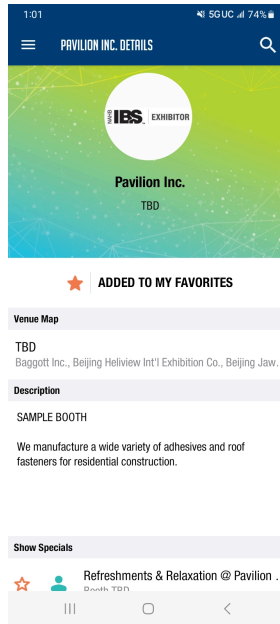 1:01 5GUC 74%
PAVILION INC. DETAILS
NAHB IBS EXHIBITOR
Pavilion Inc.
TBD
ADDED TO MY FAVORITES
Venue Map
TBD
Baggott Inc., Beijing Heliview Int'l Exhibition Co., Beijing Jaw.
Description
SAMPLE BOOTH
We manufacture a wide variety of adhesives and roof
fasteners for residential construction.
Show Specials
Refreshments & Relaxation @ Pavilion .
Booth TBD